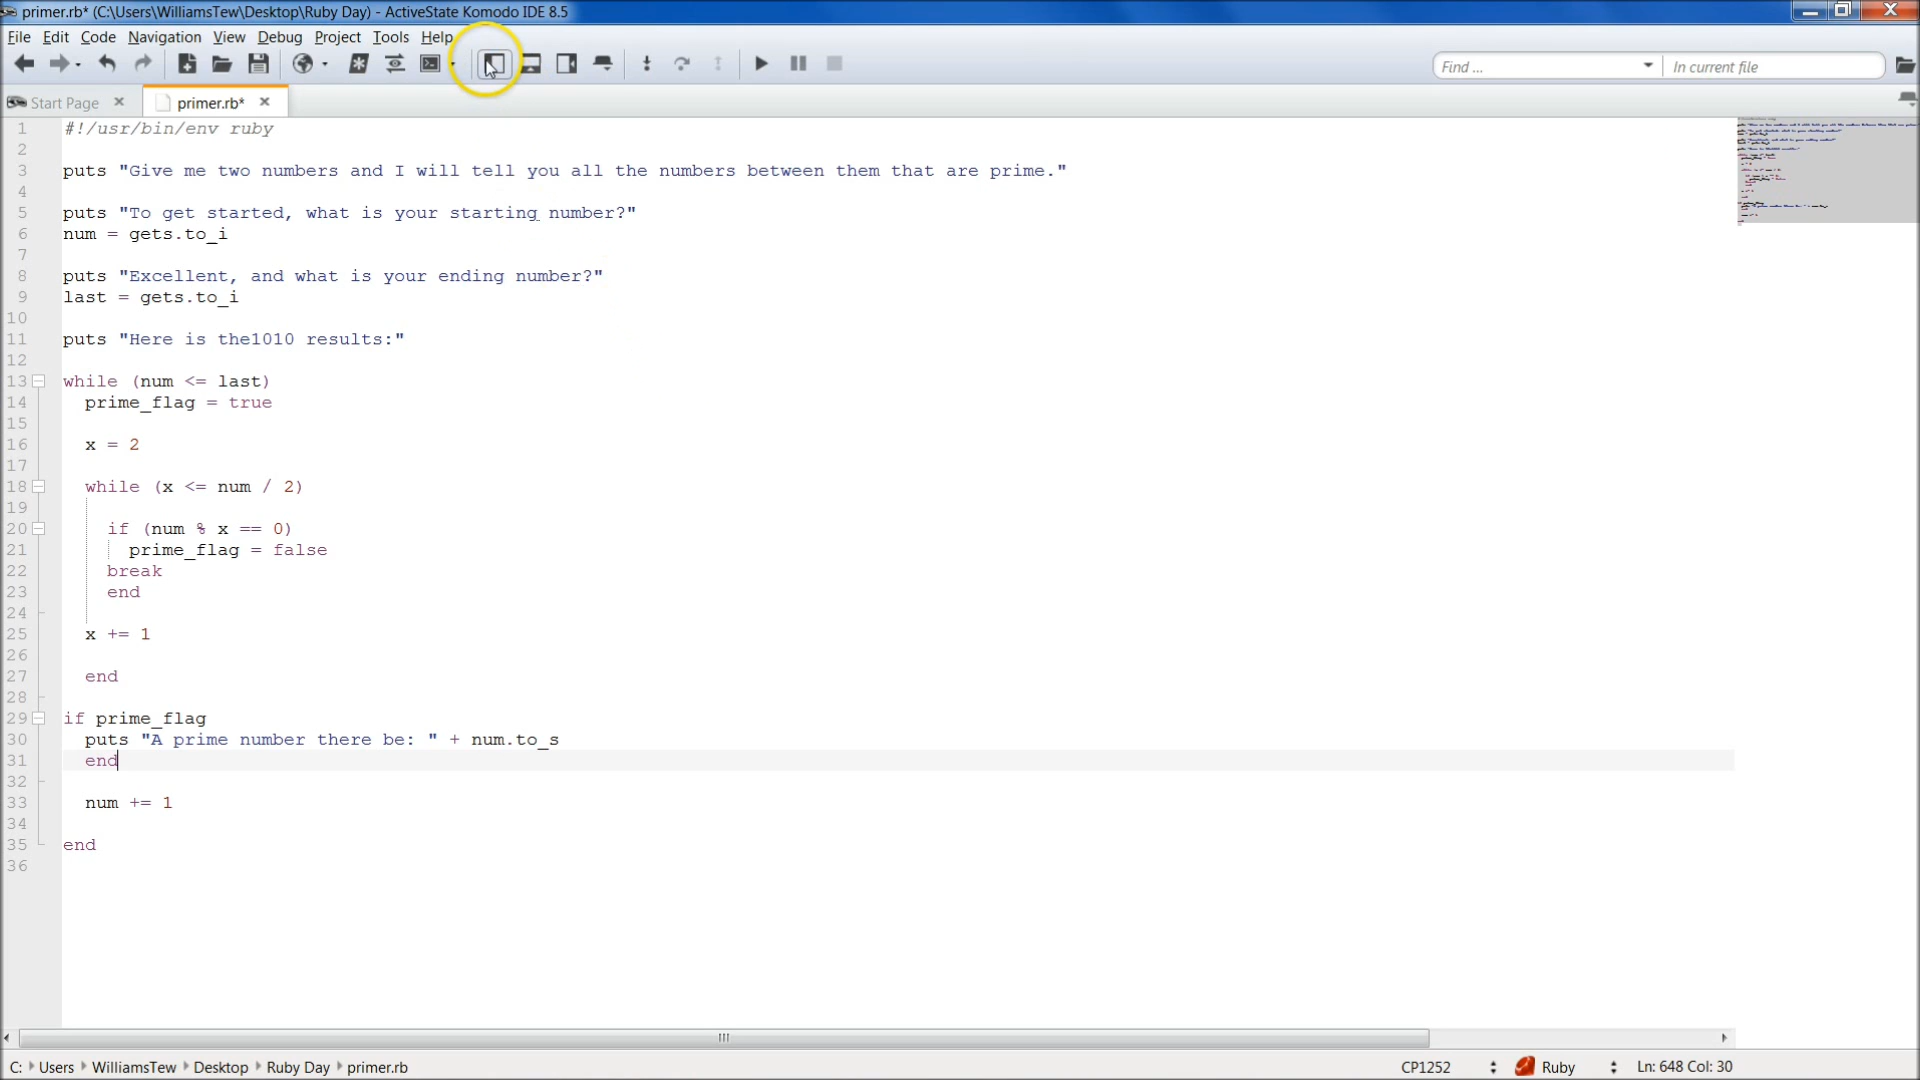 primer.rb* (C:\Users\WilliamsTew\Desktop\Ruby Day) - ActiveState Komodo IDE 8.5
File Edit Code Navigation View Debug Project Tools Help
Find ... In current file
Start Page primer.rb*
1 #!/usr/bin/env ruby
2
3 puts "Give me two numbers and I will tell you all the numbers between them that are prime."
4
5 puts "To get started, what is your starting number?"
6 num = gets.to_i
7
8 puts "Excellent, and what is your ending number?"
9 last = gets.to_i
10
11 puts "Here is the1010 results:"
12
13 while (num <= last)
14 prime_flag = true
15
16 x = 2
17
18 while (x <= num / 2)
19
20 if (num % x == 0)
21 prime_flag = false
22 break
23 end
24
25 x += 1
26
27 end
28
29 if prime_flag
30 puts "A prime number there be: " + num.to_s
31 end
32
33 num += 1
34
35 end
36
C: Users WilliamsTew Desktop Ruby Day primer.rb CP1252 Ruby Ln: 648 Col: 30